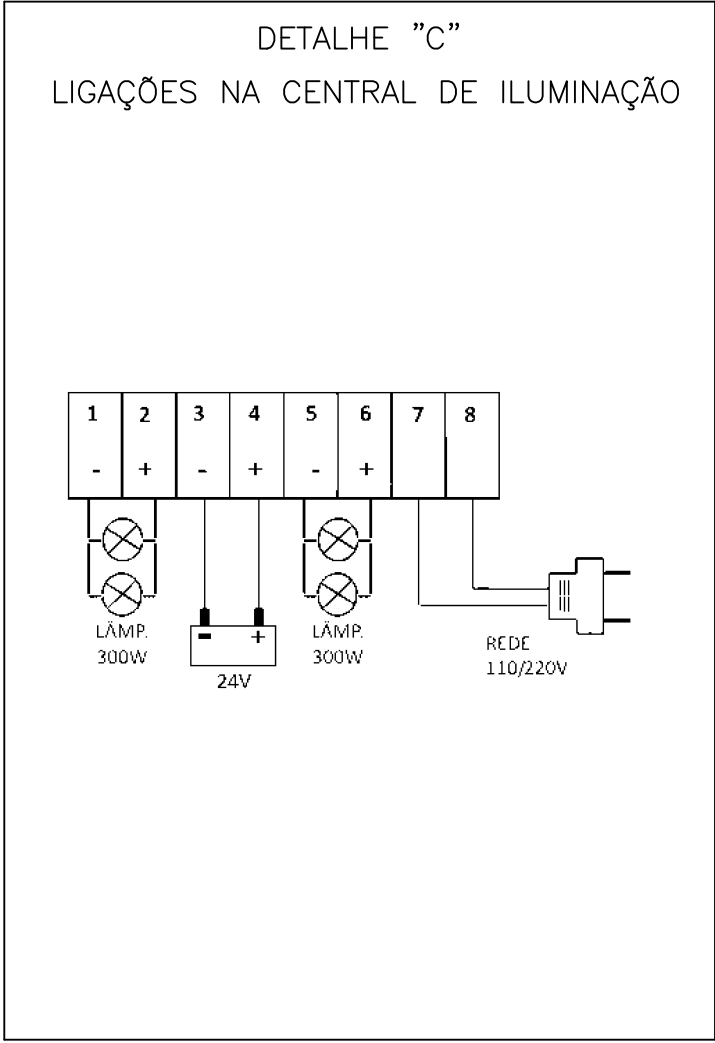 DETALHE "C"
LIGAÇÕES NA CENTRAL DE ILUMINAÇÃO
1 2 3 4 5 6 7 8
- + - + - +
- +
LÂMP. 300W
24V
LÂMP. 300W
REDE
110/220V